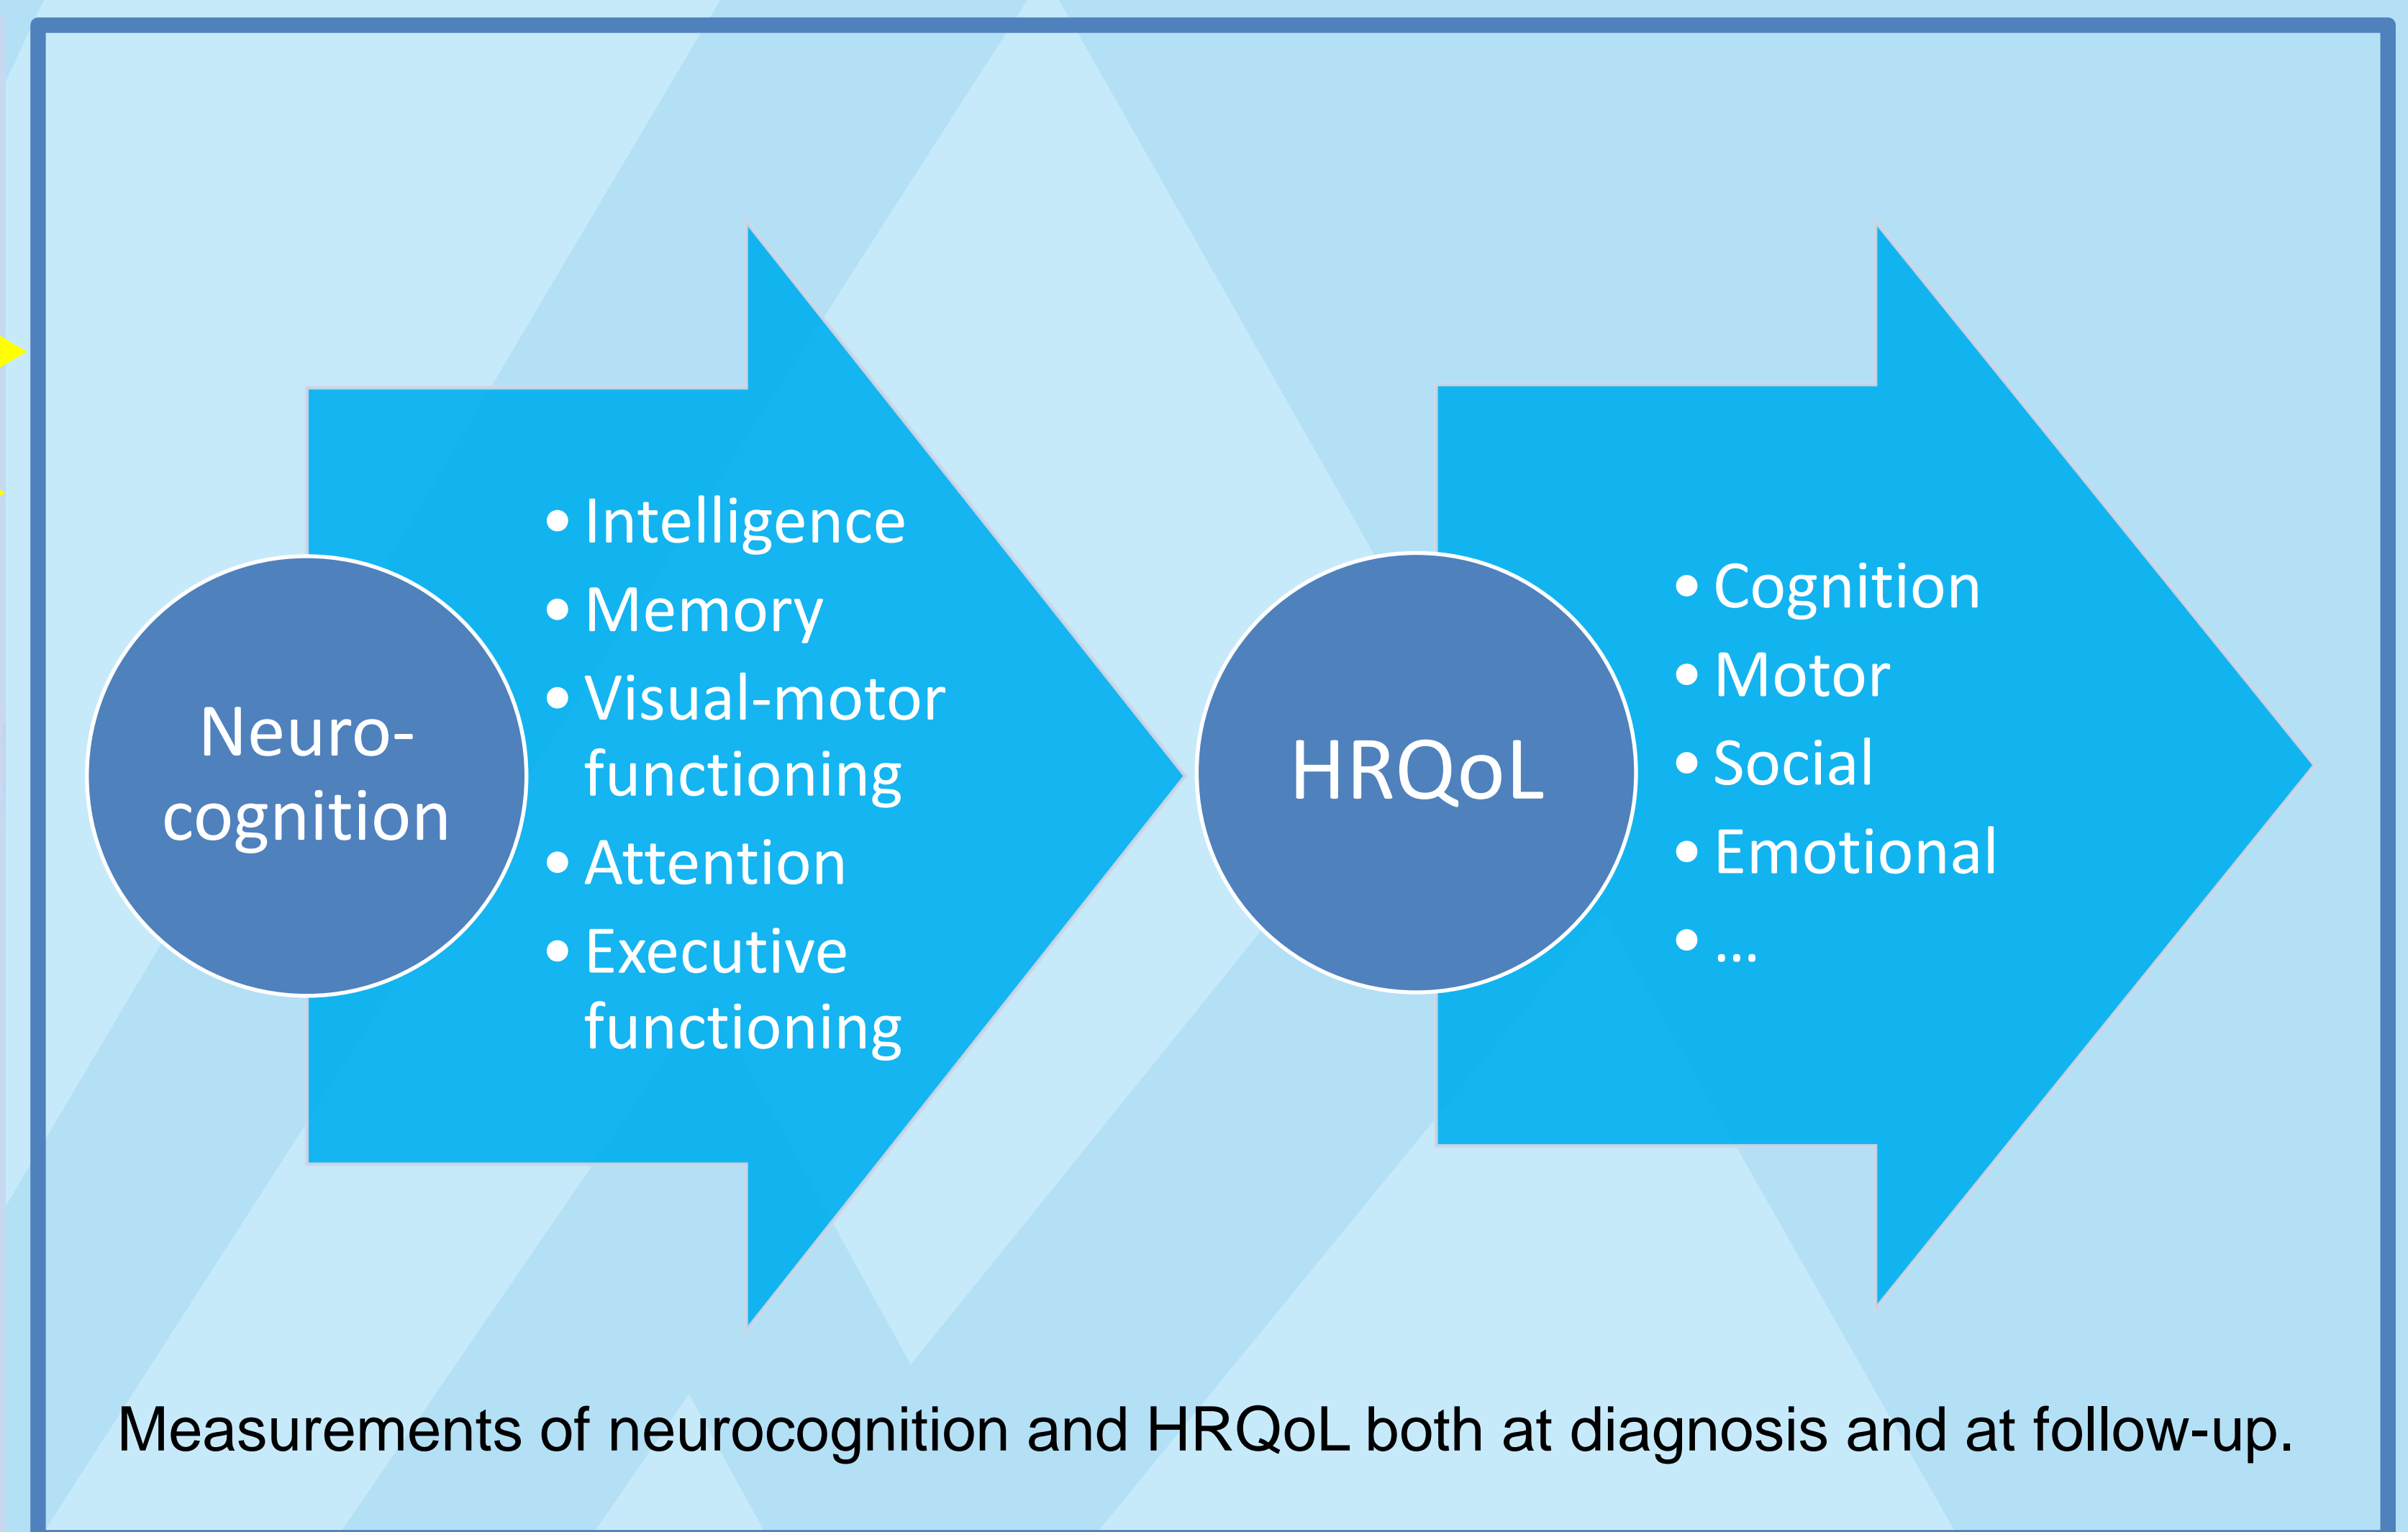 Neuro-
cognition
• Intelligence
• Memory
• Visual-motor
functioning
• Attention
• Executive
functioning
HRQoL
• Cognition
• Motor
• Social
• Emotional
• ...
Measurements of neurocognition and HRQoL both at diagnosis and at follow-up.